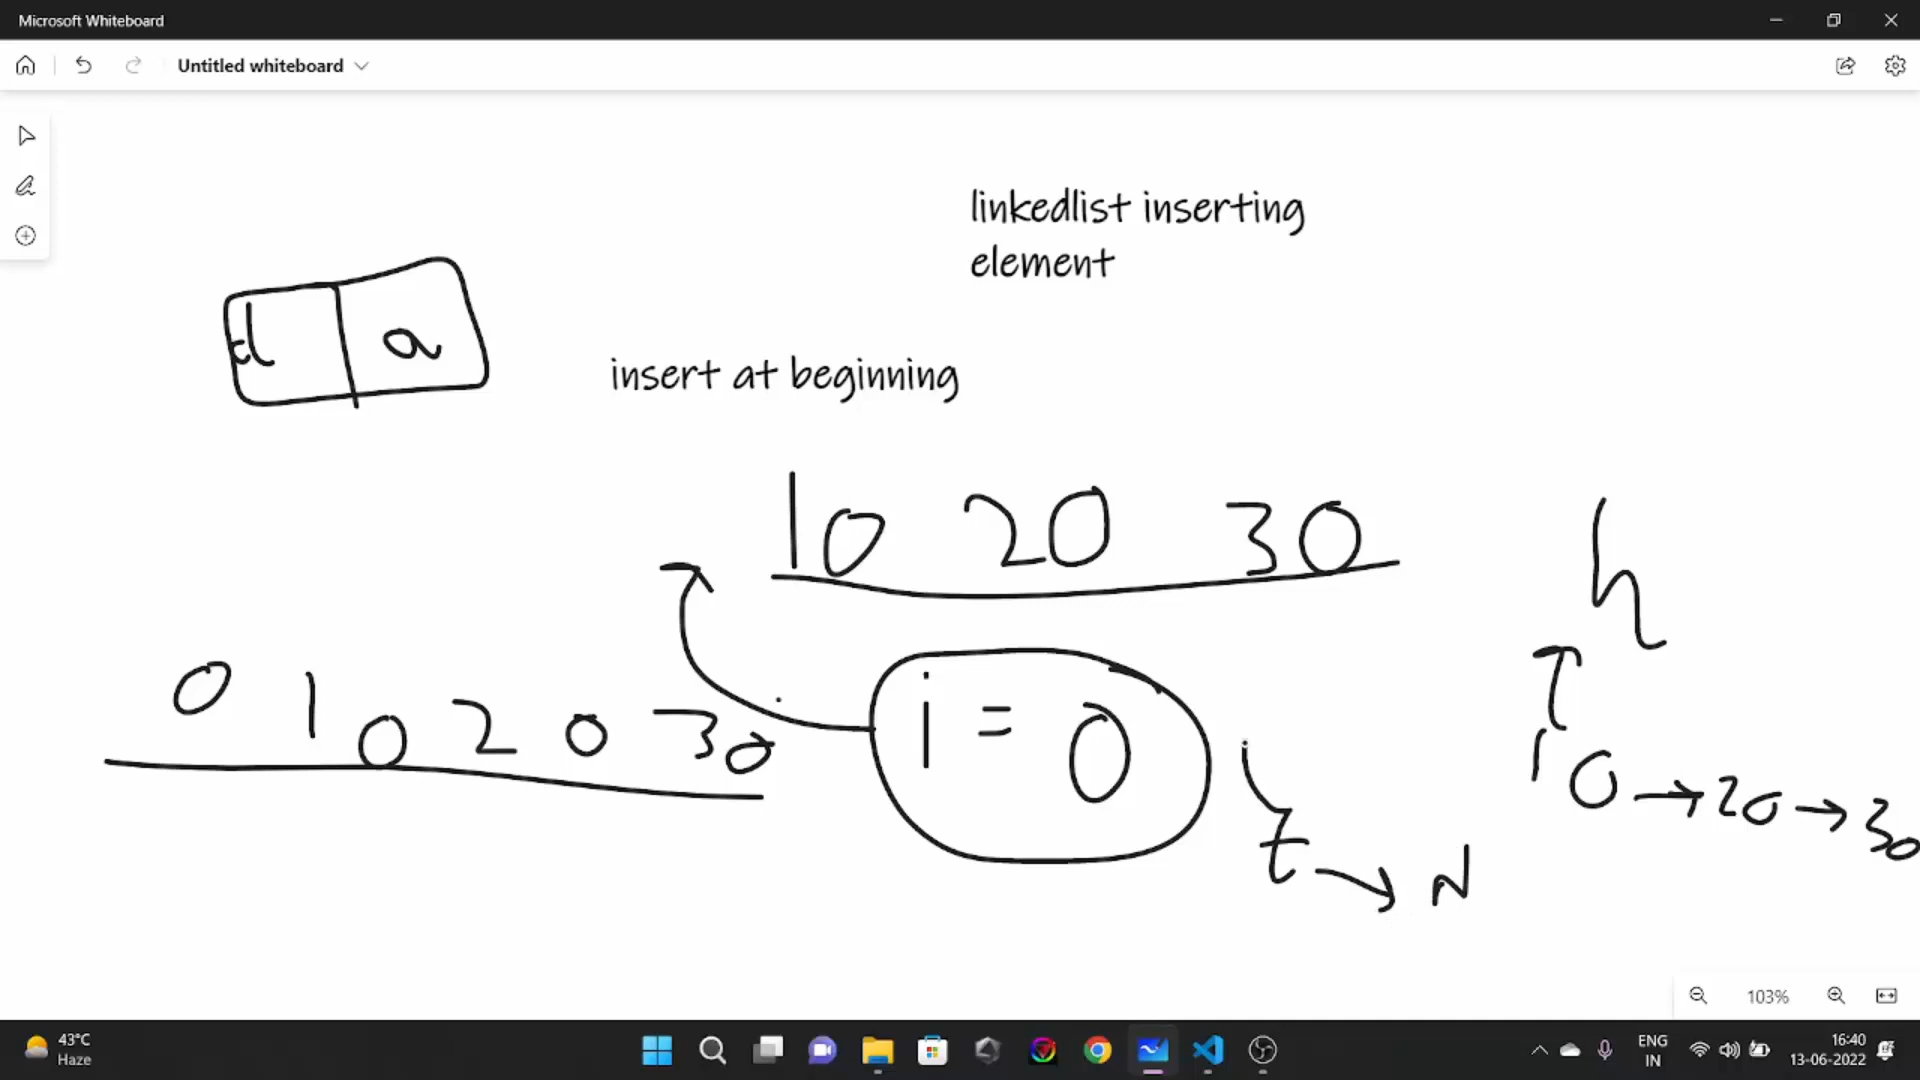 Microsoft Whiteboard
Untitled whiteboard
linkedlist inserting
element
d a
insert at beginning
10 20 30
h
0 10 20 30
i = 0
i
t → N
10 → 20 → 30
103%
43°C
Haze
ENG
IN
16:40
13-06-2022